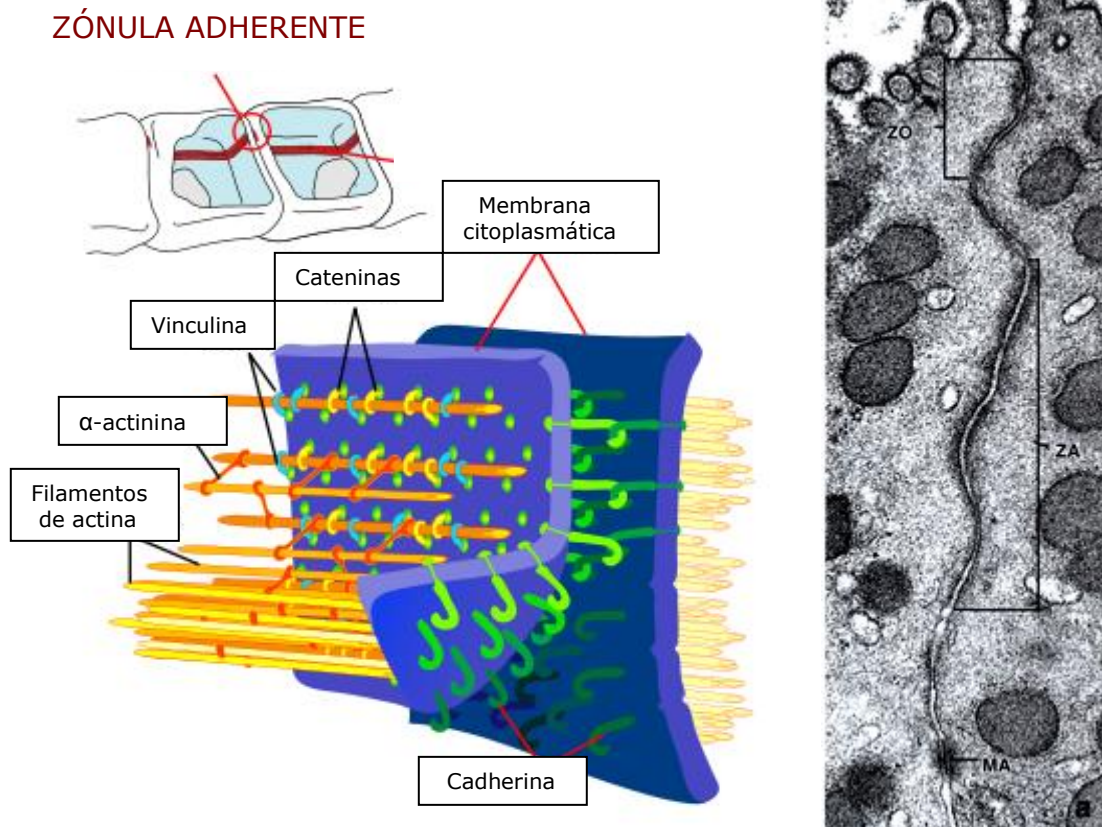 ZÓNULA ADHERENTE
Membrana
citoplasmática
Cateninas
Vinculina
α-actinina
Filamentos
de actina
Cadherina
ZO
ZA
MA
a